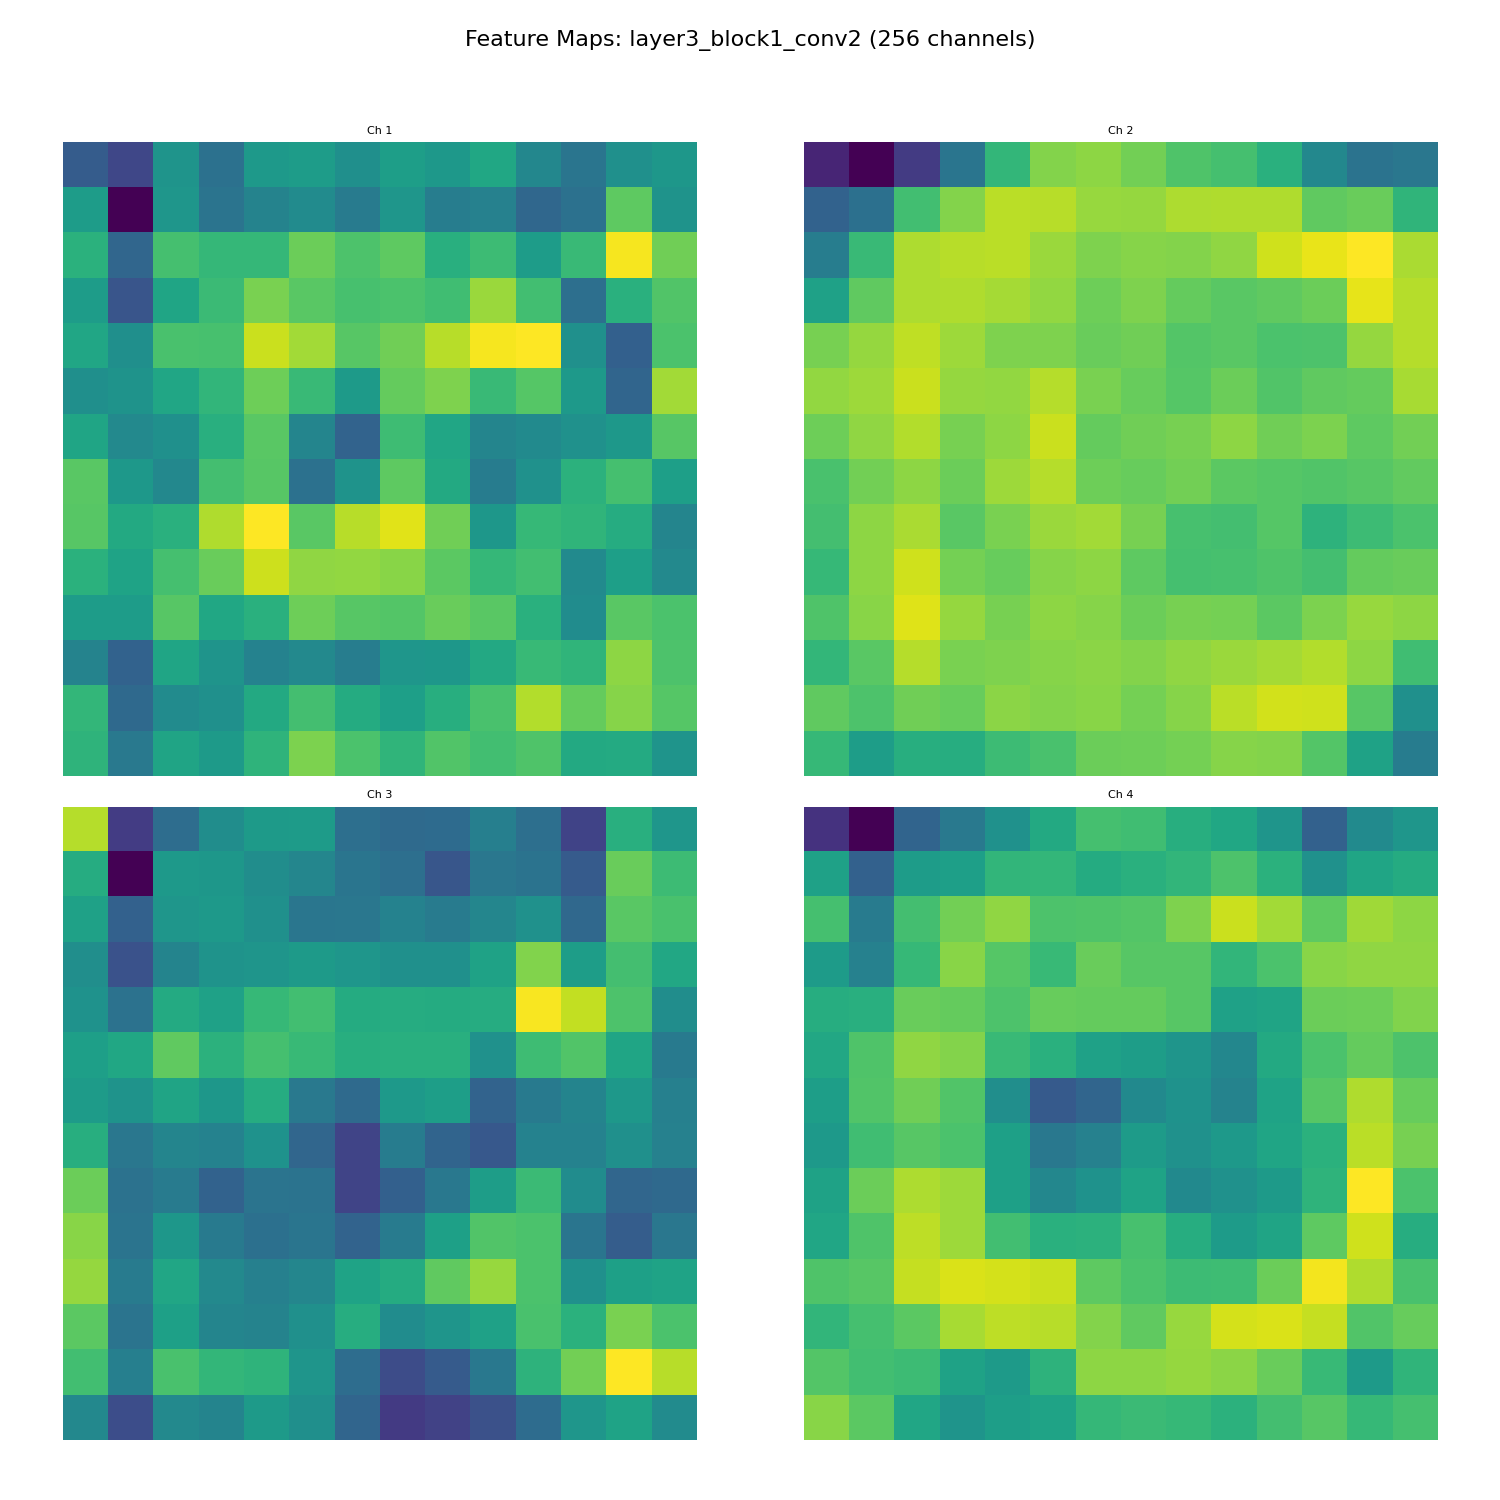 Feature Maps: layer3_block1_conv2 (256 channels)
Ch 1
Ch 2
Ch 3
Ch 4